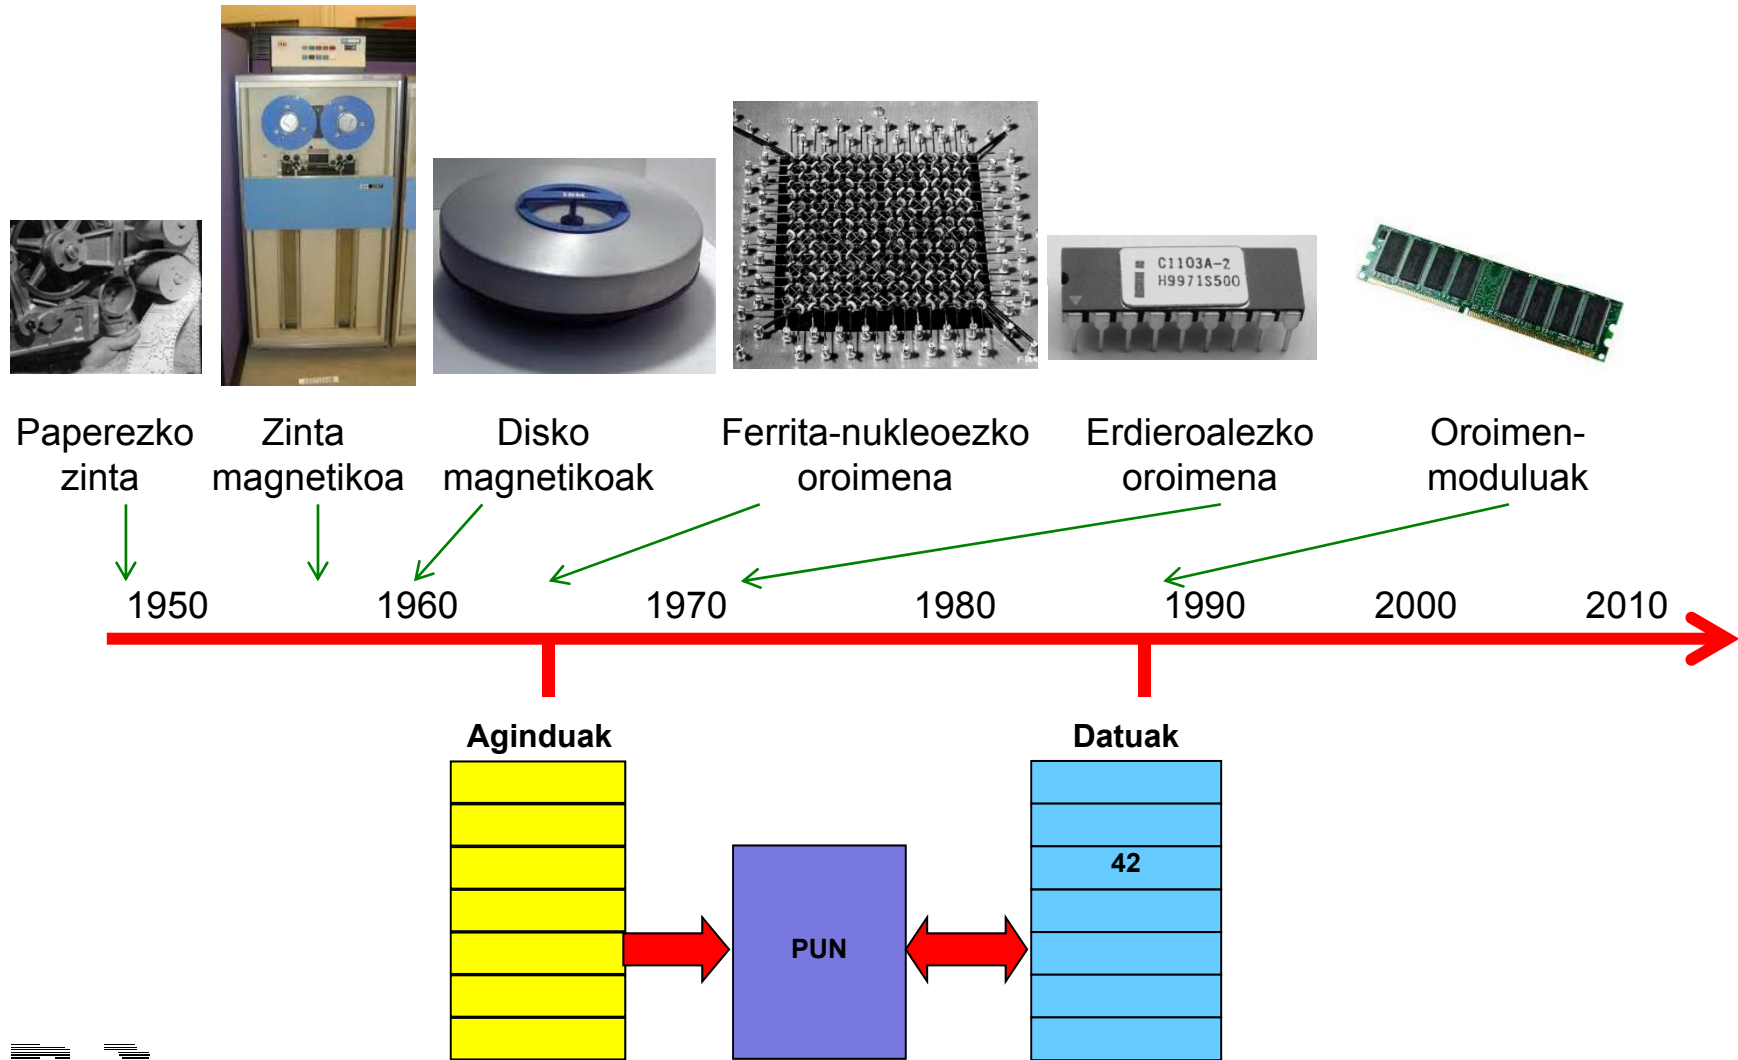 IBM
C1103A-2
H9971S500
Paperezko
zinta
Zinta
magnetikoa
Disko
magnetikoak
Ferrita-nukleoezko
oroimena
Erdieroalezko
oroimena
Oroimen-
moduluak
1950 1960 1970 1980 1990 2000 2010
Aginduak
Datuak
42
PUN